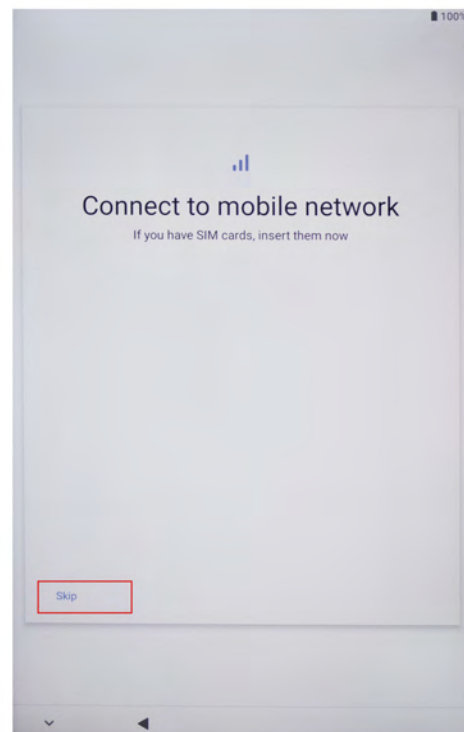 100%
Connect to mobile network
If you have SIM cards, insert them now
Skip